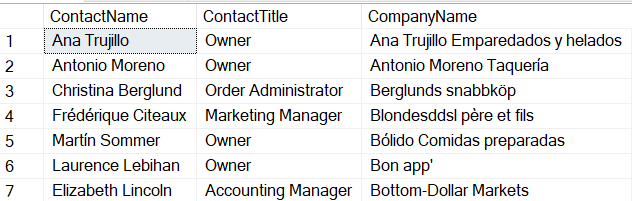 ContactName ContactTitle CompanyName
1 Ana Trujillo Owner Ana Trujillo Emparedados y helados
2 Antonio Moreno Owner Antonio Moreno Taquería
3 Christina Berglund Order Administrator Berglunds snabbköp
4 Frédérique Citeaux Marketing Manager Blondesddsl père et fils
5 Martín Sommer Owner Bólido Comidas preparadas
6 Laurence Lebihan Owner Bon app'
7 Elizabeth Lincoln Accounting Manager Bottom-Dollar Markets